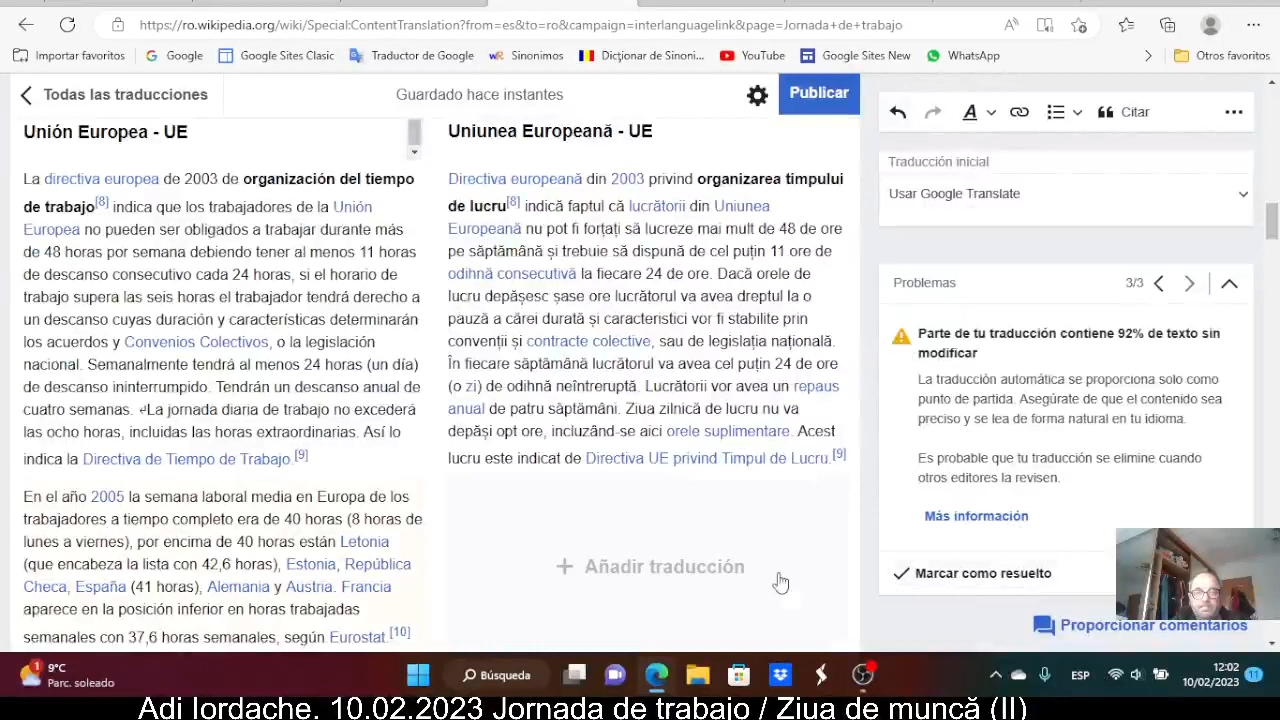 https://ro.wikipedia.org/wiki/Special:ContentTranslation?from=es&to=ro&campaign=interlanguagelink&page=Jornada+de+trabajo
Importar favoritos
Google
Google Sites Clasic
Traductor de Google
WR Sinonimos
Dicționar de Sinoni...
YouTube
Google Sites New
WhatsApp
Otros favoritos
Todas las traducciones
Guardado hace instantes
Publicar
Citar
Unión Europea - UE
La directiva europea de 2003 de organización del tiempo
de trabajo[8] indica que los trabajadores de la Unión
Europea no pueden ser obligados a trabajar durante más
de 48 horas por semana debiendo tener al menos 11 horas
de descanso consecutivo cada 24 horas, si el horario de
trabajo supera las seis horas el trabajador tendrá derecho a
un descanso cuyas duración y características determinarán
los acuerdos y Convenios Colectivos, o la legislación
nacional. Semanalmente tendrá al menos 24 horas (un día)
de descanso ininterrumpido. Tendrán un descanso anual de
cuatro semanas. ↲La jornada diaria de trabajo no excederá
las ocho horas, incluidas las horas extraordinarias. Así lo
indica la Directiva de Tiempo de Trabajo.[9]
En el año 2005 la semana laboral media en Europa de los
trabajadores a tiempo completo era de 40 horas (8 horas de
lunes a viernes), por encima de 40 horas están Letonia
(que encabeza la lista con 42,6 horas), Estonia, República
Checa, España (41 horas), Alemania y Austria. Francia
aparece en la posición inferior en horas trabajadas
semanales con 37,6 horas semanales, según Eurostat.[10]
Uniunea Europeană - UE
Directiva europeană din 2003 privind organizarea timpului
de lucru[8] indică faptul că lucrătorii din Uniunea
Europeană nu pot fi forțați să lucreze mai mult de 48 de ore
pe săptămână și trebuie să dispună de cel puțin 11 ore de
odihnă consecutivă la fiecare 24 de ore. Dacă orele de
lucru depășesc șase ore lucrătorul va avea dreptul la o
pauză a cărei durată și caracteristici vor fi stabilite prin
convenții și contracte colective, sau de legislația națională.
În fiecare săptămână lucrătorul va avea cel puțin 24 de ore
(o zi) de odihnă neîntreruptă. Lucrătorii vor avea un repaus
anual de patru săptămâni. Ziua zilnică de lucru nu va
depăși opt ore, incluzând-se aici orele suplimentare. Acest
lucru este indicat de Directiva UE privind Timpul de Lucru.[9]
+ Añadir traducción
Traducción inicial
Usar Google Translate
Problemas
3/3
Parte de tu traducción contiene 92% de texto sin
modificar
La traducción automática se proporciona solo como
punto de partida. Asegúrate de que el contenido sea
preciso y se lea de forma natural en tu idioma.
Es probable que tu traducción se elimine cuando
otros editores la revisen.
Más información
Marcar como resuelto
Proporcionar comentarios
1
9°C
Parc. soleado
Búsqueda
ESP
12:02
10/02/2023
11
Adi Iordache. 10.02.2023 Jornada de trabajo / Ziua de muncă (II)